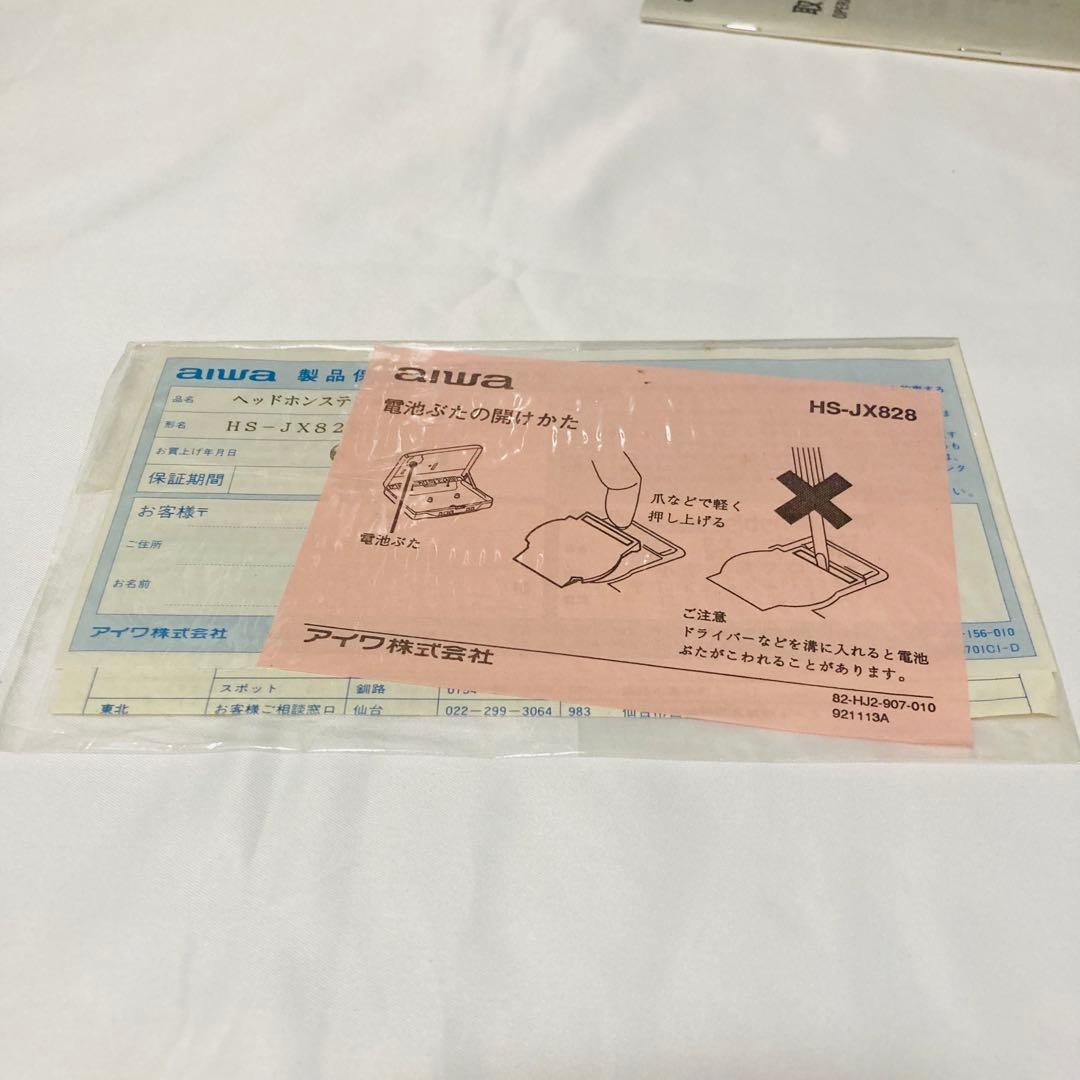 取
OPER
aiwa 製品保
品名 ヘッドホンステ
形名 HS-JX82
お買上げ年月日
保証期間
お客様〒
ご住所
お名前
アイワ株式会社
-156-010
701CI-D
スポット 釧路
東北 お客様ご相談窓口 仙台 022-299-3064 983
aiwa
電池ぶたの開けかた
HS-JX828
電池ぶた
爪などで軽く
押し上げる
ご注意
ドライバーなどを溝に入れると電池
ぶたがこわれることがあります。
アイワ株式会社
82-HJ2-907-010
921113A